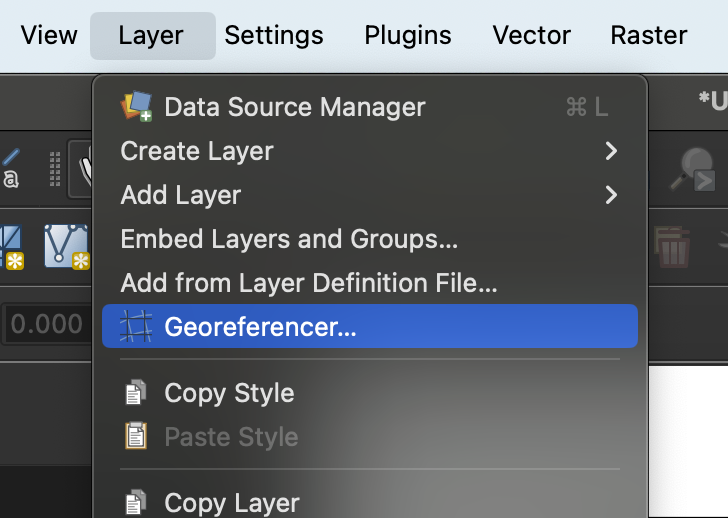 View Layer Settings Plugins Vector Raster
Data Source Manager ⌘ L
*U
Create Layer
a
Add Layer
Embed Layers and Groups...
Add from Layer Definition File...
0.000 Georeferencer...
Copy Style
Paste Style
Copy Layer